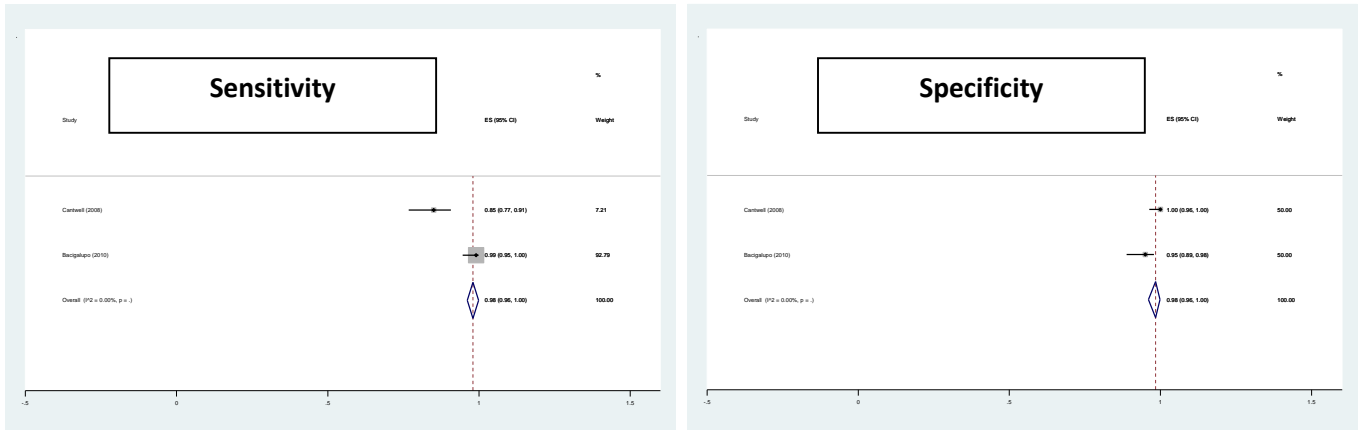 Sensitivity
%
Study ES (95% CI) Weight
Cantwell (2008) 0.85 (0.77, 0.91) 7.21
Bacigalupo (2010) 0.99 (0.95, 1.00) 92.79
Overall (I^2 = 0.00%, p = .) 0.98 (0.96, 1.00) 100.00
-.5 0 .5 1 1.5
Specificity
%
Study ES (95% CI) Weight
Cantwell (2008) 1.00 (0.96, 1.00) 50.00
Bacigalupo (2010) 0.95 (0.89, 0.98) 50.00
Overall (I^2 = 0.00%, p = .) 0.98 (0.96, 1.00) 100.00
-.5 0 .5 1 1.5